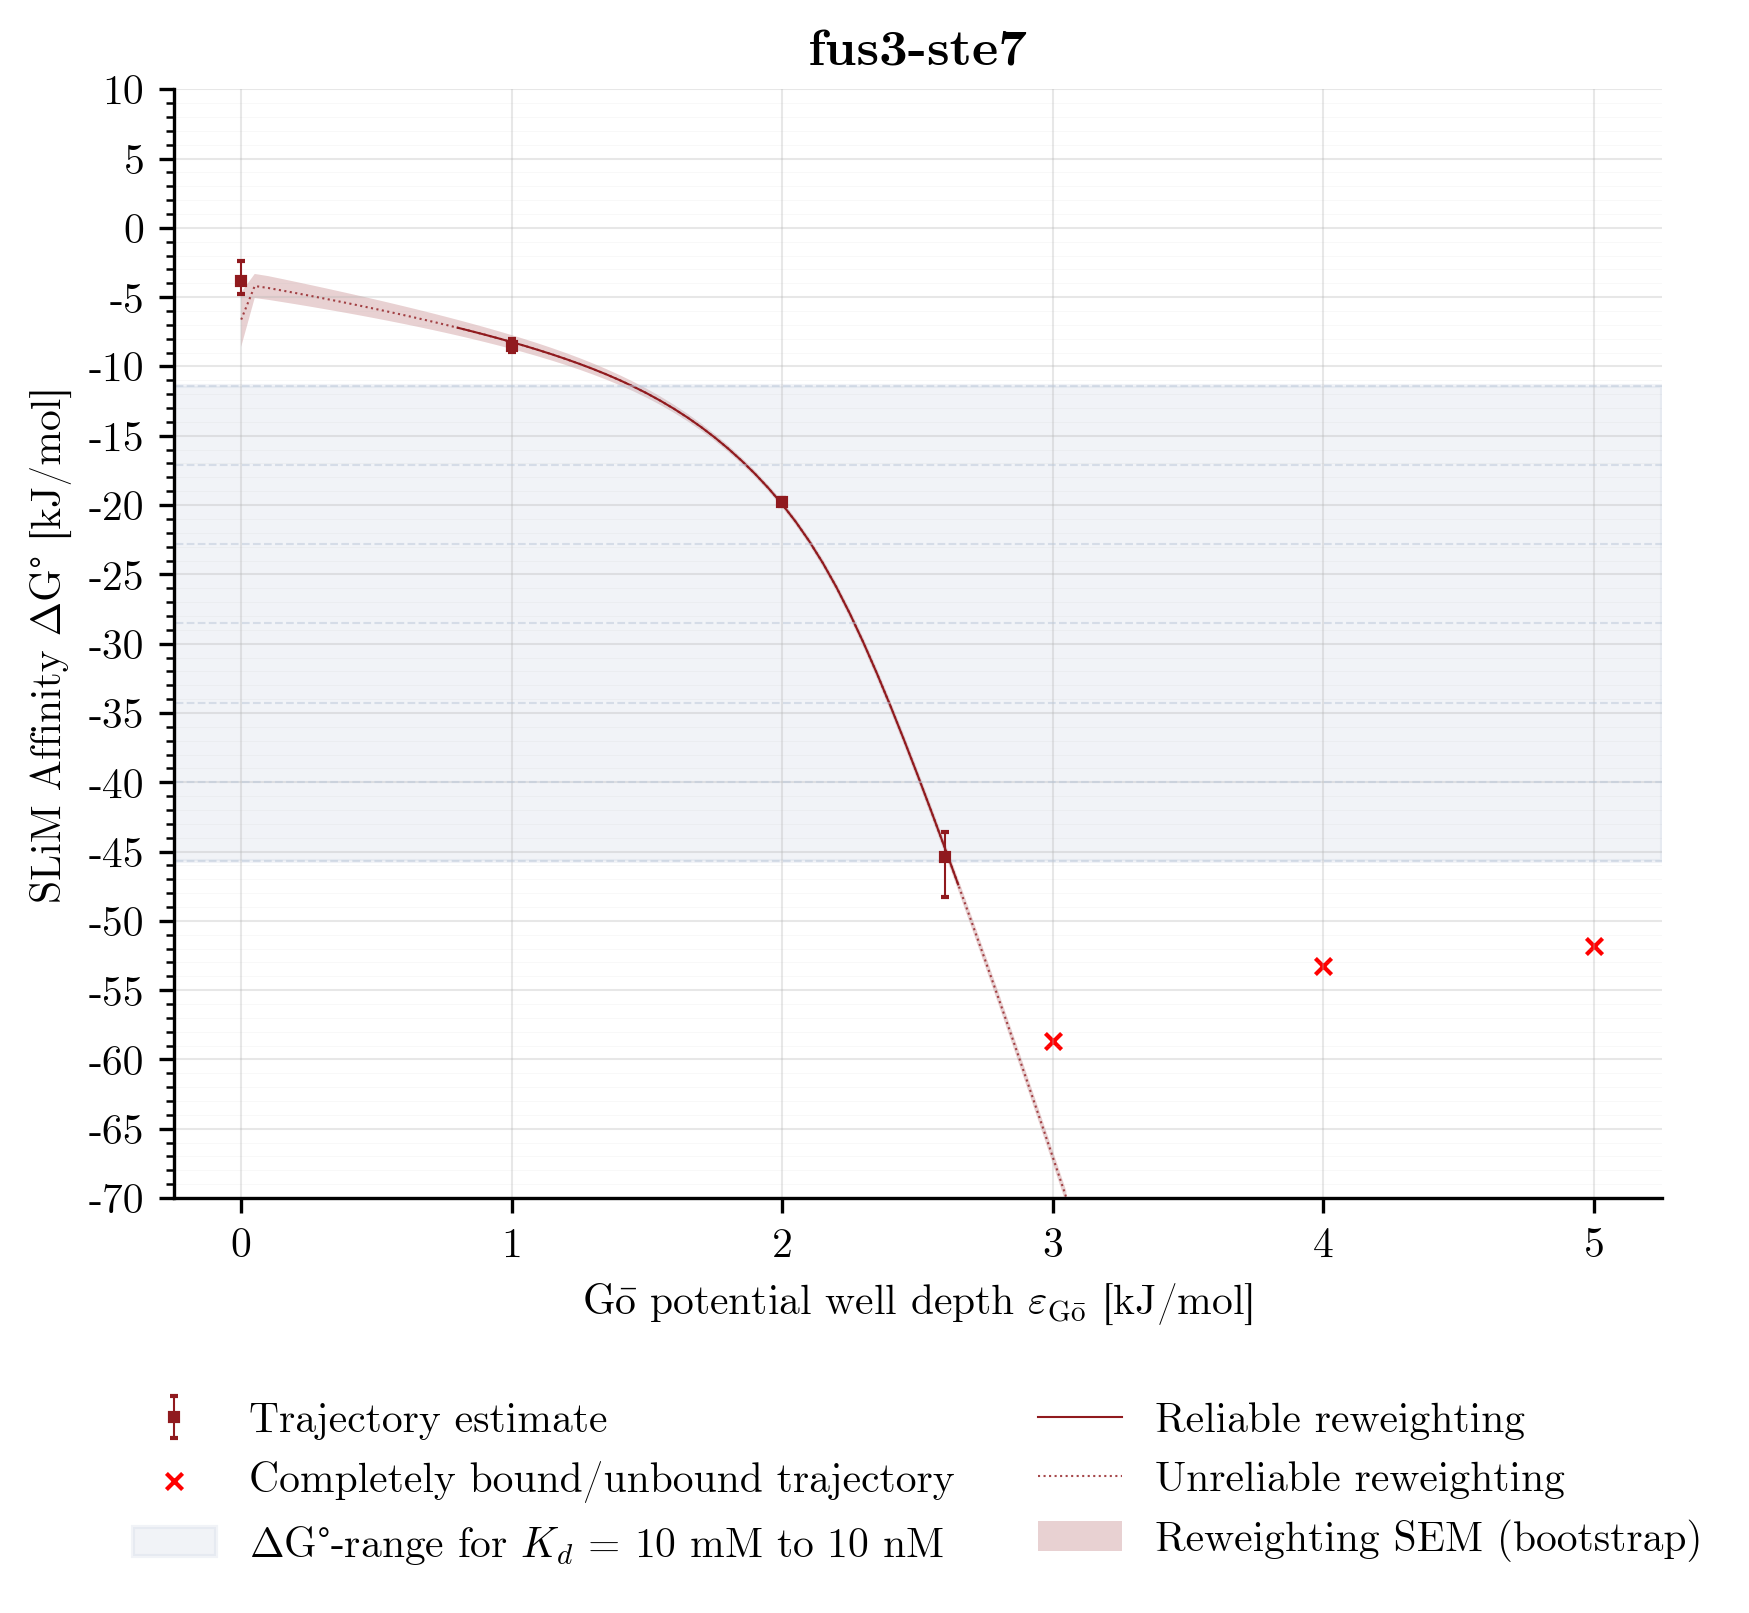 fus3-ste7
10
5
0
-5
-10
-15
-20
-25
-30
-35
-40
-45
-50
-55
-60
-65
-70
SLiM Affinity ΔG° [kJ/mol]
0 1 2 3 4 5
Gō potential well depth εGō [kJ/mol]
Trajectory estimate
Completely bound/unbound trajectory
ΔG°-range for Kd = 10 mM to 10 nM
Reliable reweighting
Unreliable reweighting
Reweighting SEM (bootstrap)